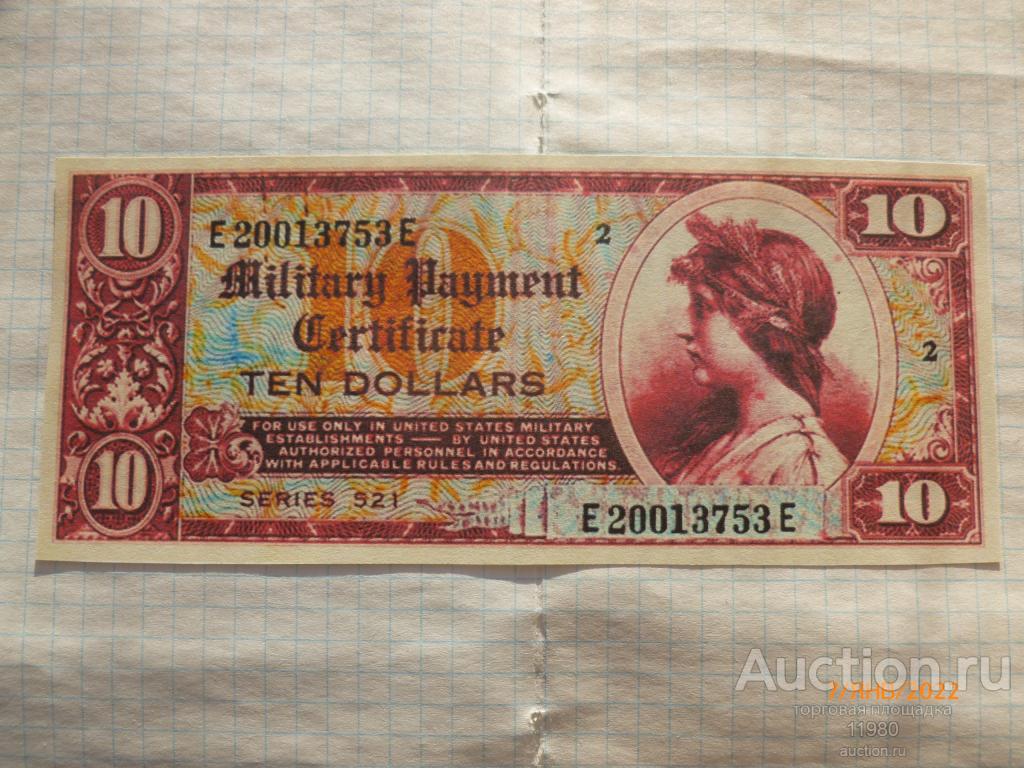 10
10
E20013753E
2
Military Payment
Certificate
TEN DOLLARS
10
2
FOR USE ONLY IN UNITED STATES MILITARY
ESTABLISHMENTS — BY UNITED STATES
AUTHORIZED PERSONNEL IN ACCORDANCE
WITH APPLICABLE RULES AND REGULATIONS.
10
SERIES 521
E20013753E
10
Auction.ru
7/ЯНВ/2022
торговая площадка
11980
auction.ru